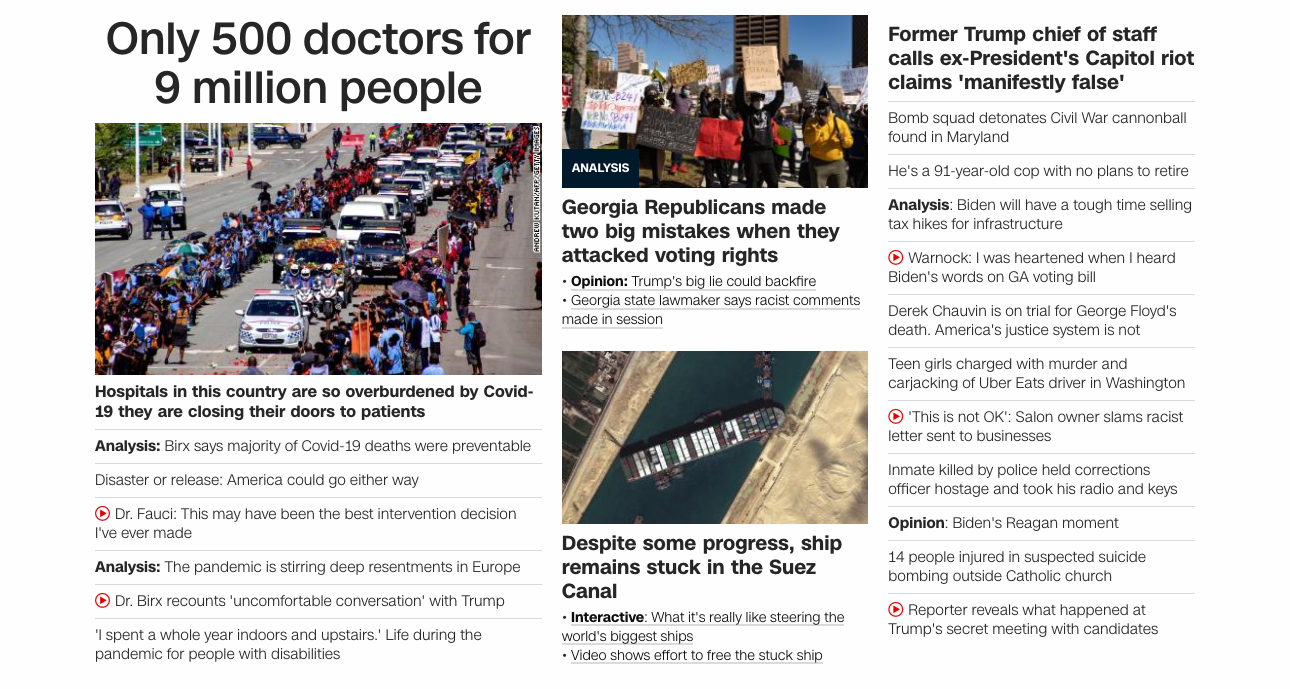 Only 500 doctors for
9 million people
ANDREW KUTAN/AFP/GETTY IMAGES
POLICE
Hospitals in this country are so overburdened by Covid-
19 they are closing their doors to patients
Analysis: Birx says majority of Covid-19 deaths were preventable
Disaster or release: America could go either way
Dr. Fauci: This may have been the best intervention decision
I've ever made
Analysis: The pandemic is stirring deep resentments in Europe
Dr. Birx recounts 'uncomfortable conversation' with Trump
'I spent a whole year indoors and upstairs.' Life during the
pandemic for people with disabilities
ANALYSIS
Georgia Republicans made
two big mistakes when they
attacked voting rights
• Opinion: Trump's big lie could backfire
• Georgia state lawmaker says racist comments
made in session
Despite some progress, ship
remains stuck in the Suez
Canal
• Interactive: What it's really like steering the
world's biggest ships
• Video shows effort to free the stuck ship
Former Trump chief of staff
calls ex-President's Capitol riot
claims 'manifestly false'
Bomb squad detonates Civil War cannonball
found in Maryland
He's a 91-year-old cop with no plans to retire
Analysis: Biden will have a tough time selling
tax hikes for infrastructure
Warnock: I was heartened when I heard
Biden's words on GA voting bill
Derek Chauvin is on trial for George Floyd's
death. America's justice system is not
Teen girls charged with murder and
carjacking of Uber Eats driver in Washington
'This is not OK': Salon owner slams racist
letter sent to businesses
Inmate killed by police held corrections
officer hostage and took his radio and keys
Opinion: Biden's Reagan moment
14 people injured in suspected suicide
bombing outside Catholic church
Reporter reveals what happened at
Trump's secret meeting with candidates